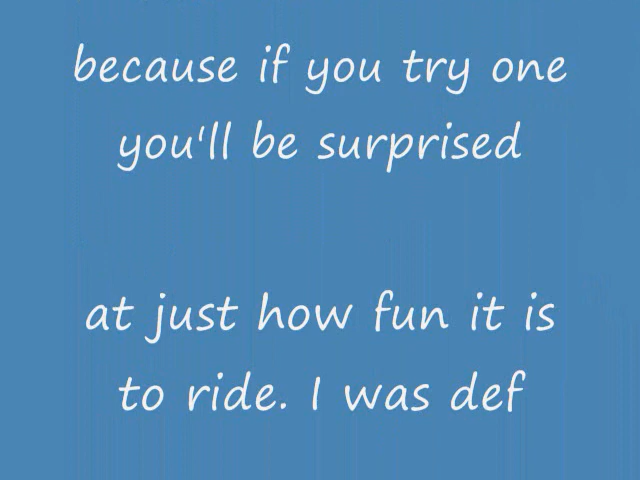 because if you try one
you'll be surprised
at just how fun it is
to ride. I was def